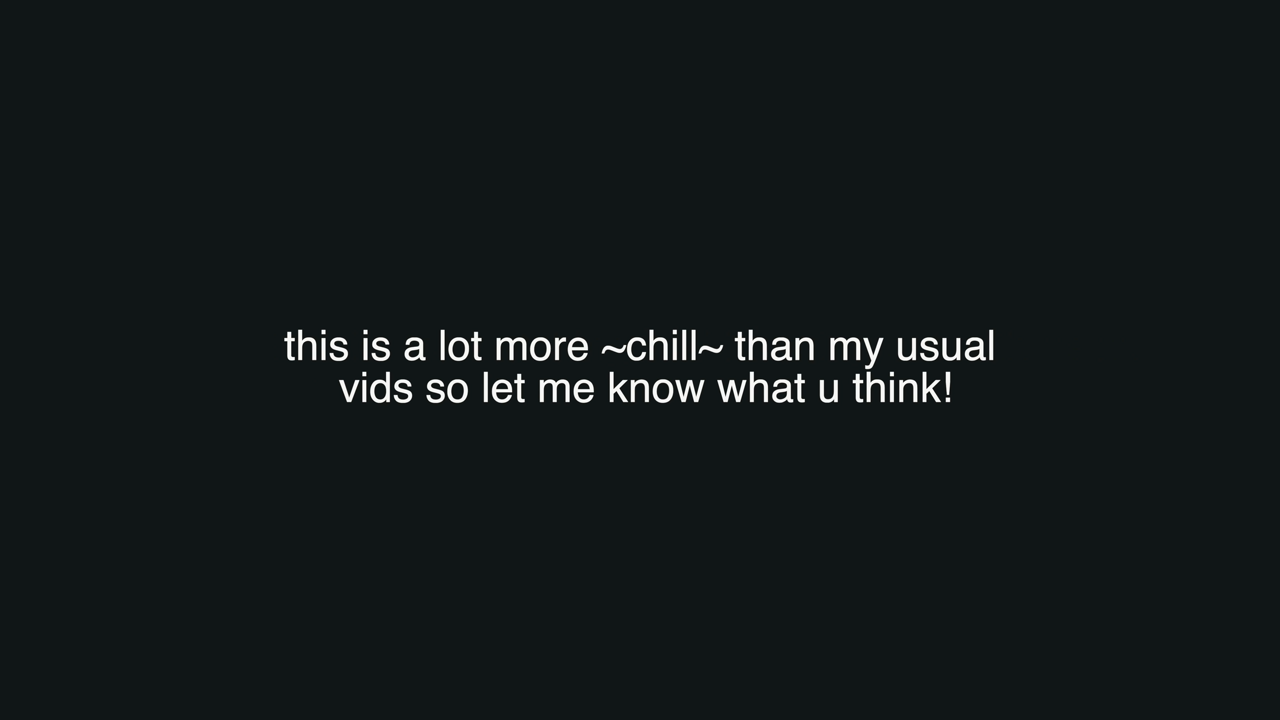 this is a lot more ~chill~ than my usual
vids so let me know what u think!